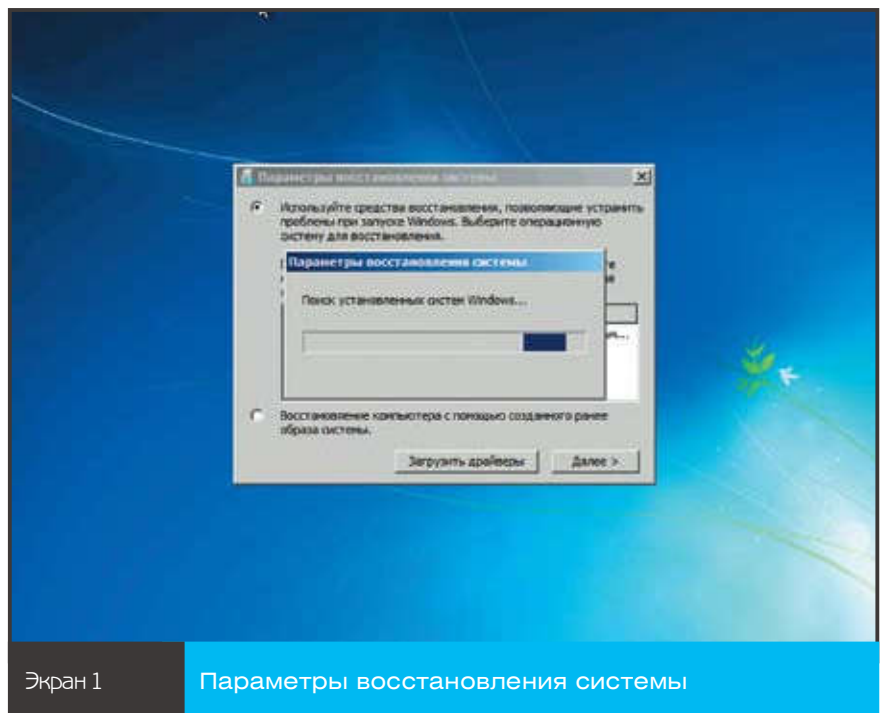 Параметры восстановления системы
Используйте средства восстановления, позволяющие устранить
проблемы при запуске Windows. Выберите операционную
систему для восстановления.
Параметры восстановления системы
Поиск установленных систем Windows...
Восстановление компьютера с помощью созданного ранее
образа системы.
Загрузить драйверы
Далее >
Экран 1
Параметры восстановления системы